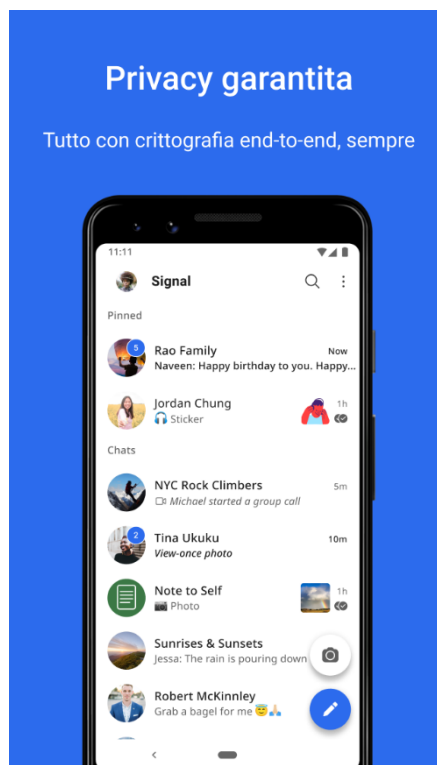 Privacy garantita
Tutto con crittografia end-to-end, sempre
11:11
Signal
Pinned
5
Rao Family
Now
Naveen: Happy birthday to you. Happy...
Jordan Chung
1h
🎧 Sticker
Chats
NYC Rock Climbers
5m
Michael started a group call
2
Tina Ukuku
10m
View-once photo
Note to Self
1h
📷 Photo
Sunrises & Sunsets
Jessa: The rain is pouring down
Robert McKinnley
Grab a bagel for me 😇🙏🏻